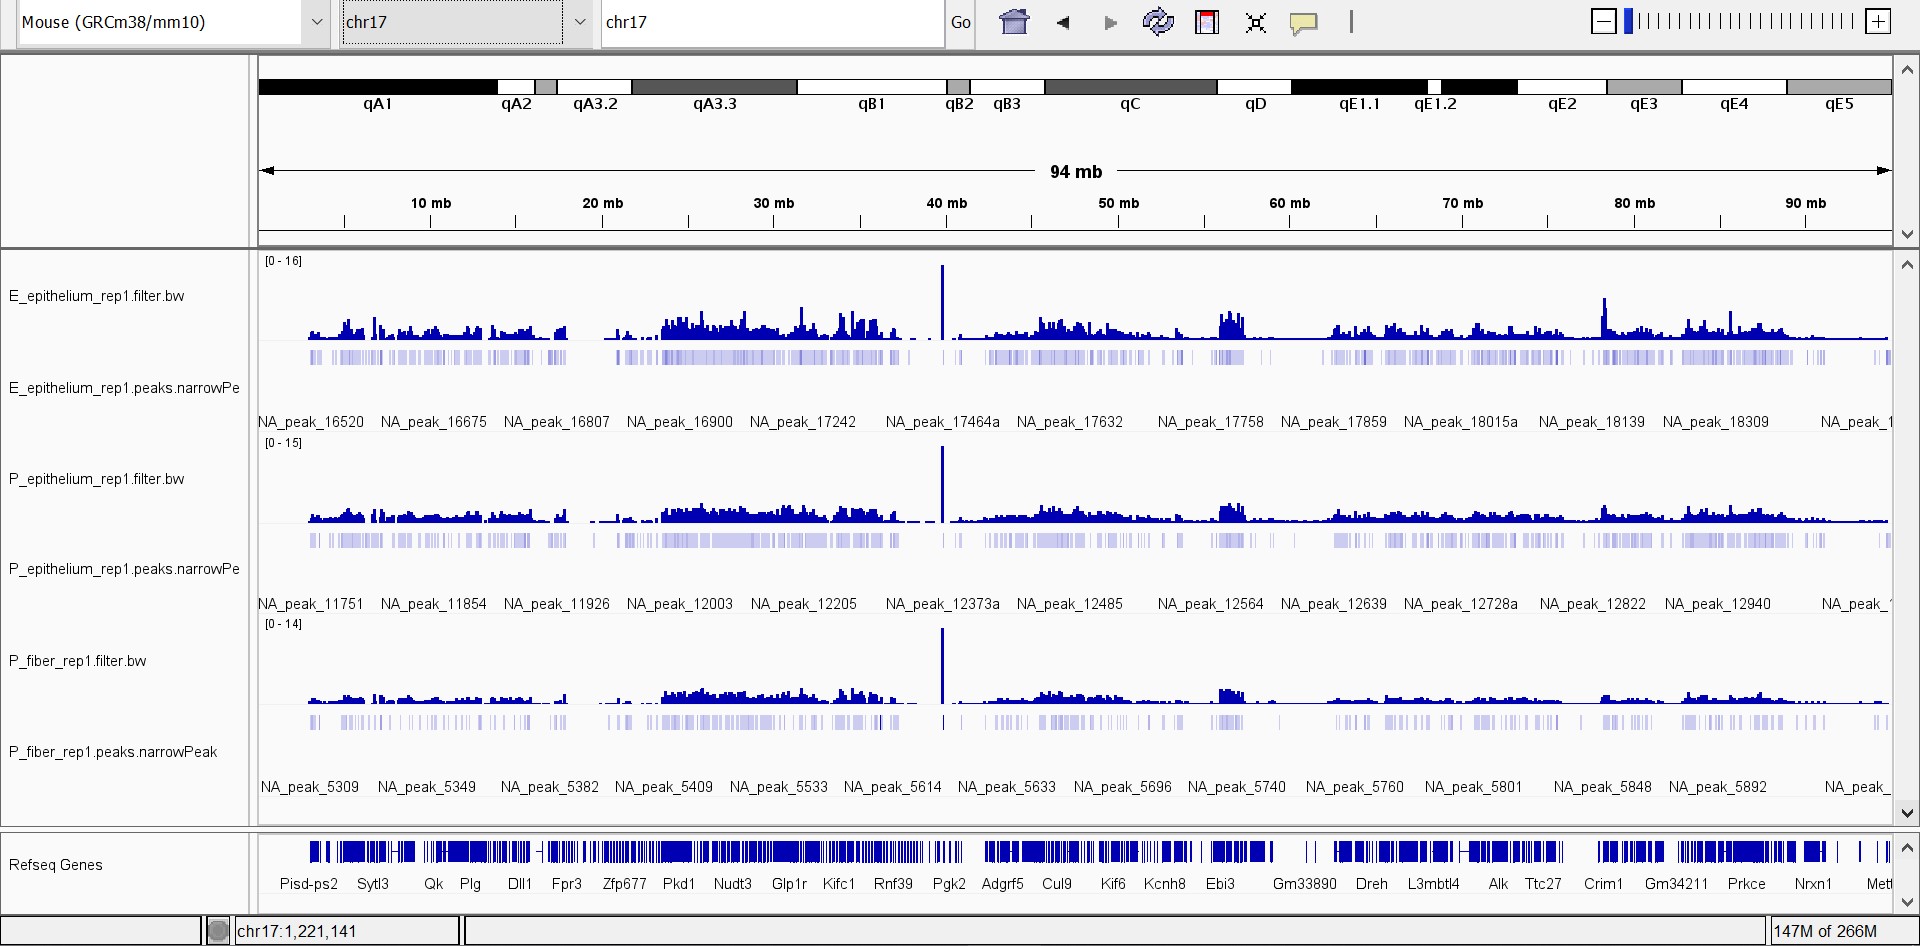 Mouse (GRCm38/mm10) chr17 chr17 Go
qA1 qA2 qA3.2 qA3.3 qB1 qB2 qB3 qC qD qE1.1 qE1.2 qE2 qE3 qE4 qE5
94 mb
10 mb 20 mb 30 mb 40 mb 50 mb 60 mb 70 mb 80 mb 90 mb
[0 - 16]
E_epithelium_rep1.filter.bw
E_epithelium_rep1.peaks.narrowPe
NA_peak_16520 NA_peak_16675 NA_peak_16807 NA_peak_16900 NA_peak_17242 NA_peak_17464a NA_peak_17632 NA_peak_17758 NA_peak_17859 NA_peak_18015a NA_peak_18139 NA_peak_18309 NA_peak_1
[0 - 15]
P_epithelium_rep1.filter.bw
P_epithelium_rep1.peaks.narrowPe
NA_peak_11751 NA_peak_11854 NA_peak_11926 NA_peak_12003 NA_peak_12205 NA_peak_12373a NA_peak_12485 NA_peak_12564 NA_peak_12639 NA_peak_12728a NA_peak_12822 NA_peak_12940 NA_peak_
[0 - 14]
P_fiber_rep1.filter.bw
P_fiber_rep1.peaks.narrowPeak
NA_peak_5309 NA_peak_5349 NA_peak_5382 NA_peak_5409 NA_peak_5533 NA_peak_5614 NA_peak_5633 NA_peak_5696 NA_peak_5740 NA_peak_5760 NA_peak_5801 NA_peak_5848 NA_peak_5892 NA_peak_
Refseq Genes
Pisd-ps2 Sytl3 Qk Plg Dll1 Fpr3 Zfp677 Pkd1 Nudt3 Glp1r Kifc1 Rnf39 Pgk2 Adgrf5 Cul9 Kif6 Kcnh8 Ebi3 Gm33890 Dreh L3mbtl4 Alk Ttc27 Crim1 Gm34211 Prkce Nrxn1 Mett
chr17:1,221,141 147M of 266M